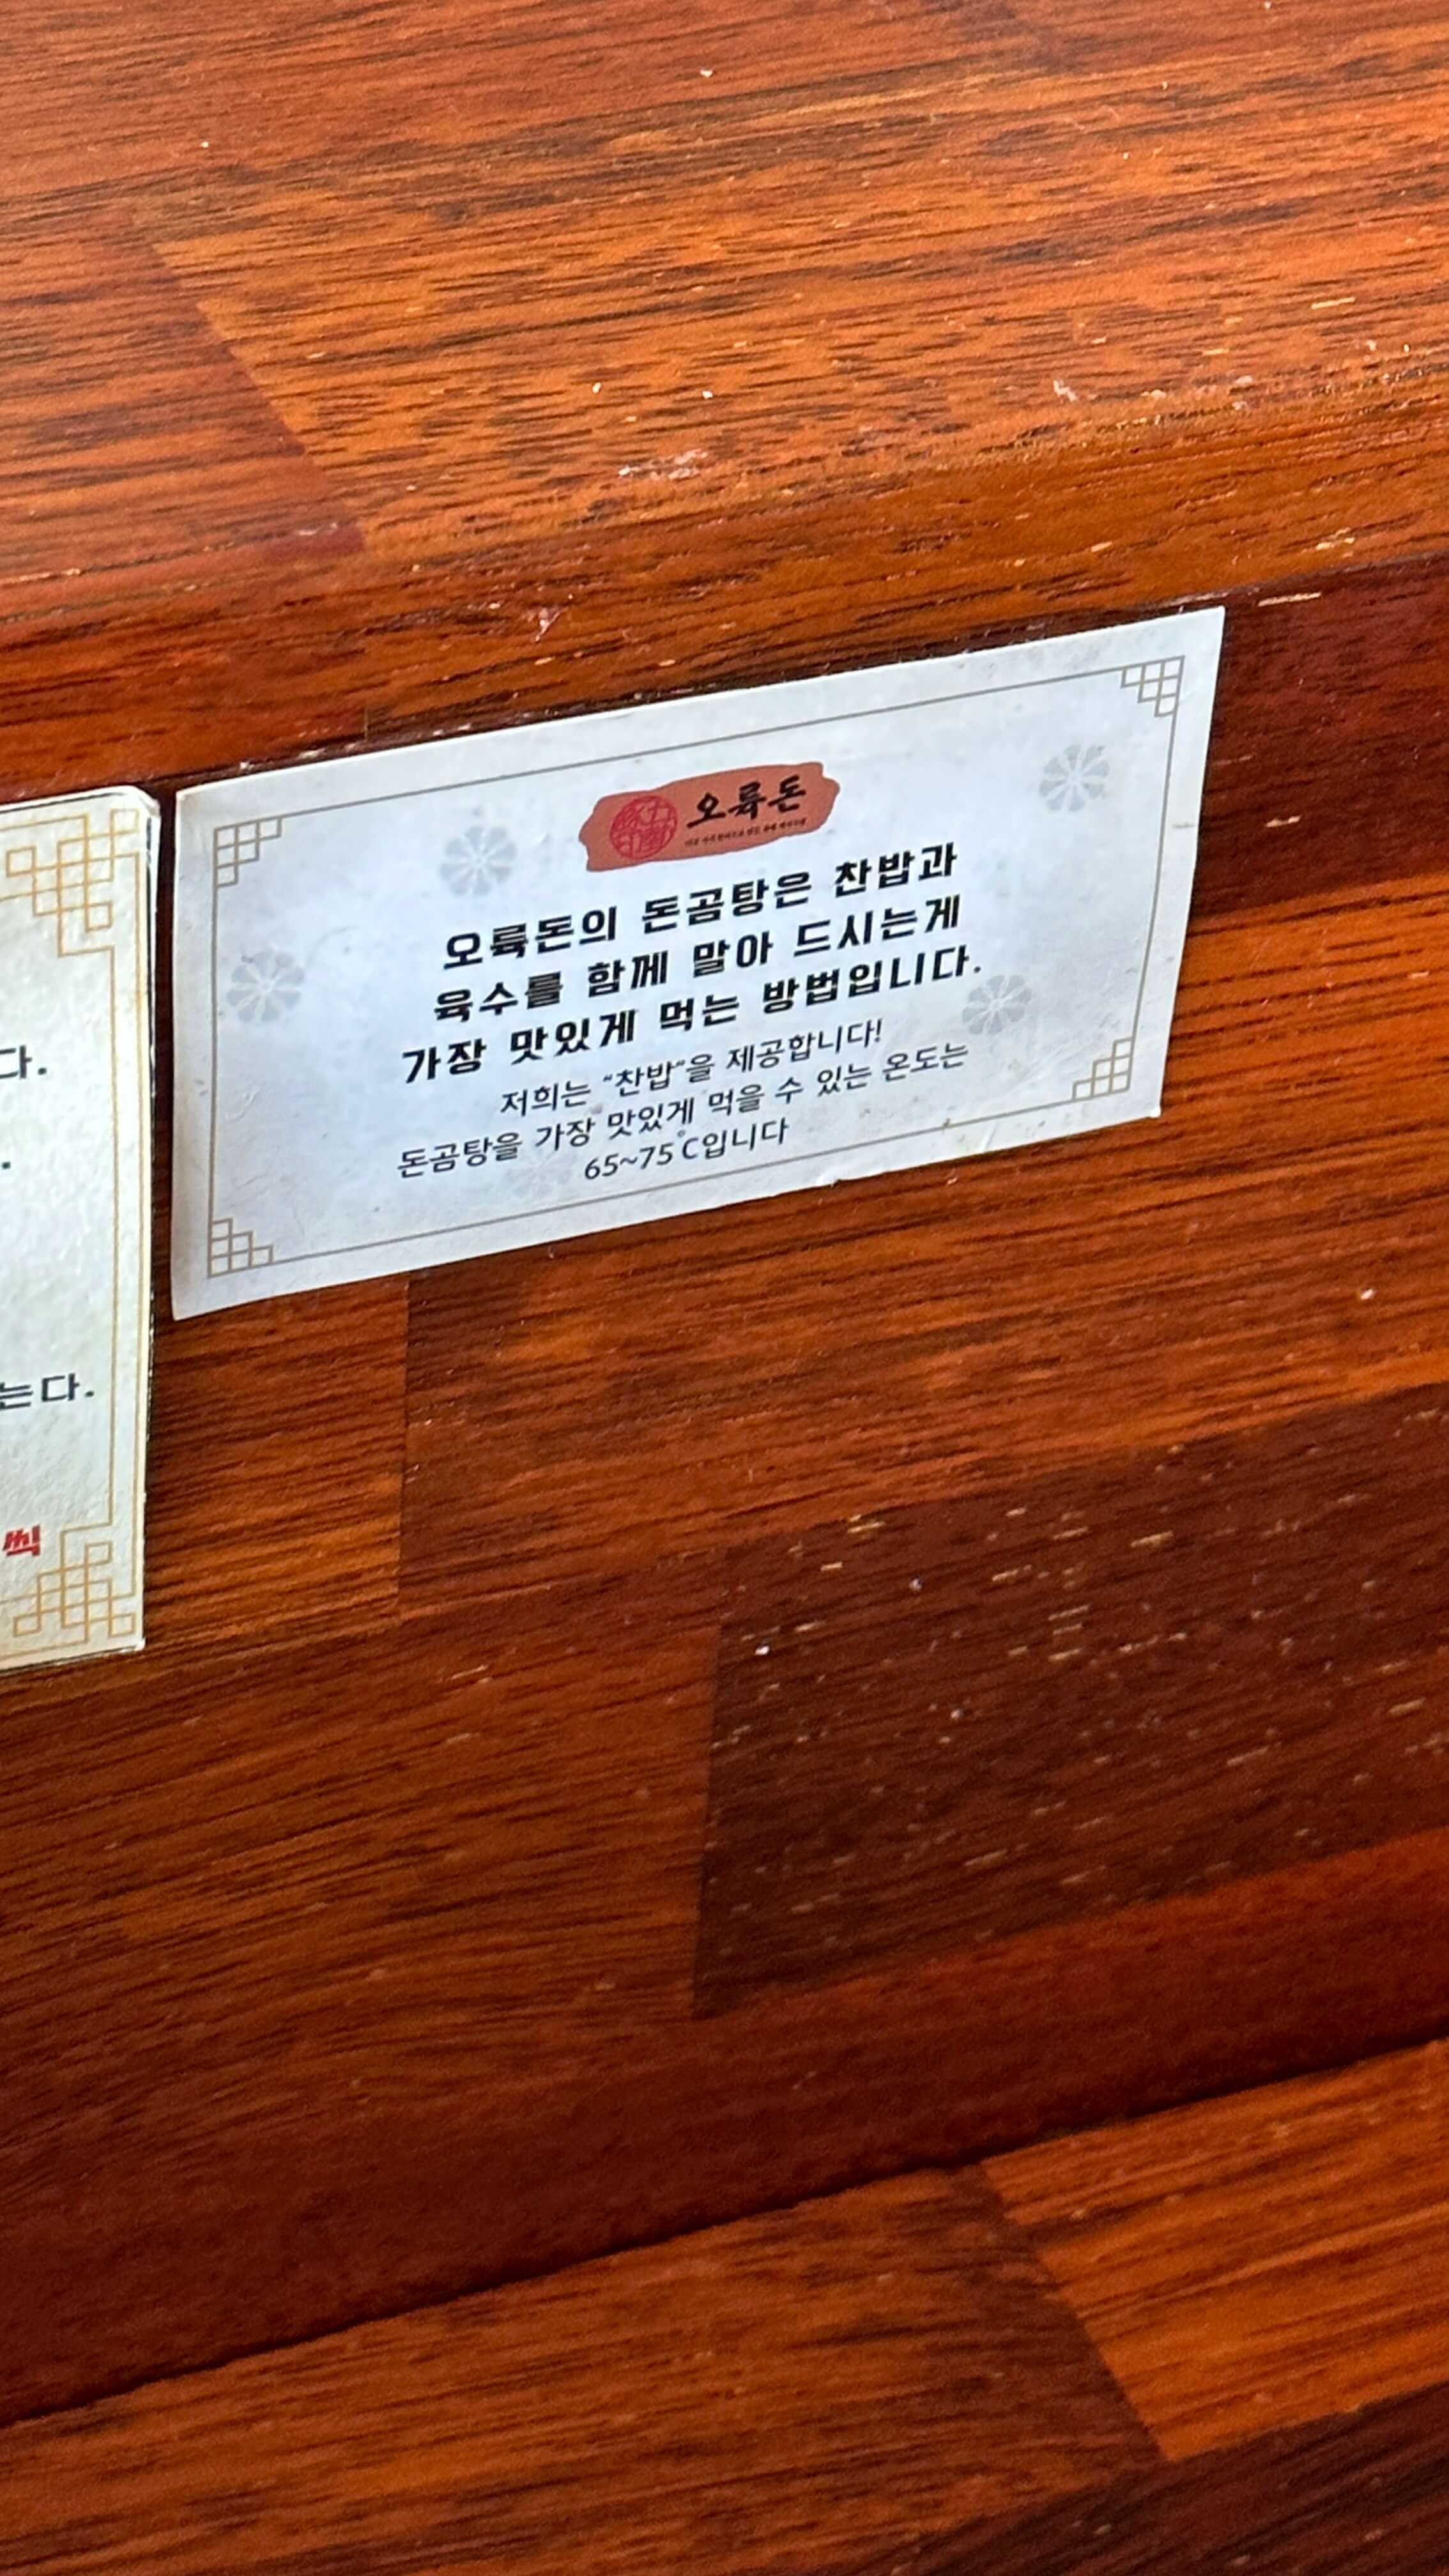 다.
.
는다.
씩
오륙돈
오륙돈의 돈곰탕은 찬밥과
육수를 함께 말아 드시는게
가장 맛있게 먹는 방법입니다.
저희는 "찬밥"을 제공합니다!
돈곰탕을 가장 맛있게 먹을 수 있는 온도는
65~75℃입니다